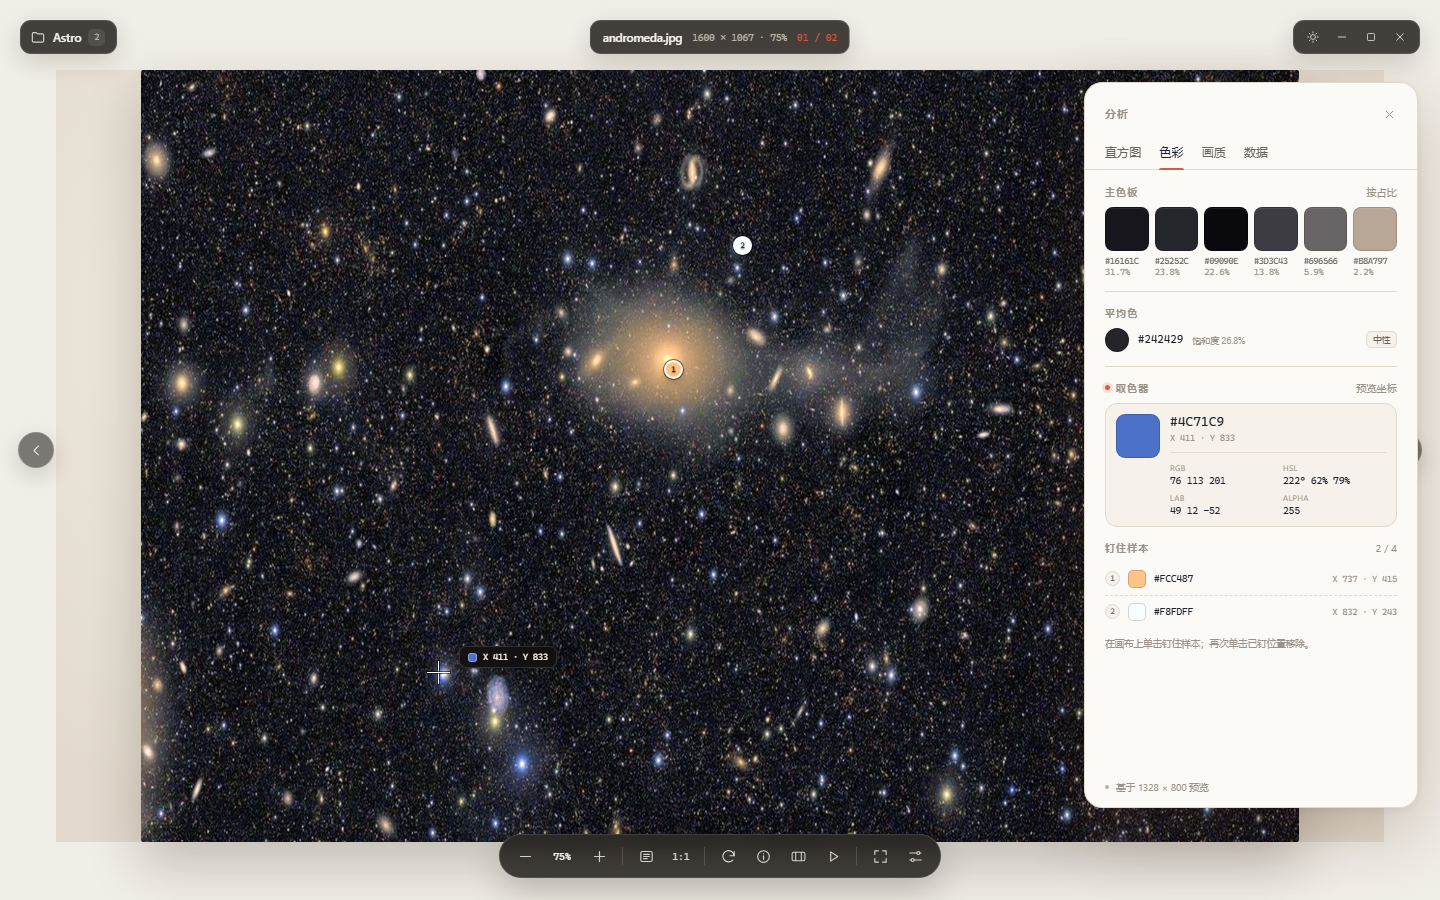 Astro 2
andromeda.jpg 1600 × 1067 · 75% 01 / 02
分析
直方图 色彩 画质 数据
主色板 按占比
#16161C #25252C #09090E #3D3C43 #696566 #B8A797
31.7% 23.8% 22.6% 13.8% 5.9% 2.2%
平均色
#242429 饱和度 26.8% 中性
取色器 预览坐标
#4C71C9
X 411 · Y 833
RGB HSL
76 113 201 222° 62% 79%
LAB ALPHA
49 12 −52 255
钉住样本 2 / 4
1 #FCC487 X 737 · Y 415
2 #F8FDFF X 832 · Y 243
在画布上单击钉住样本；再次单击已钉位置移除。
基于 1328 × 800 预览
2
1
X 411 · Y 833
75% 1:1